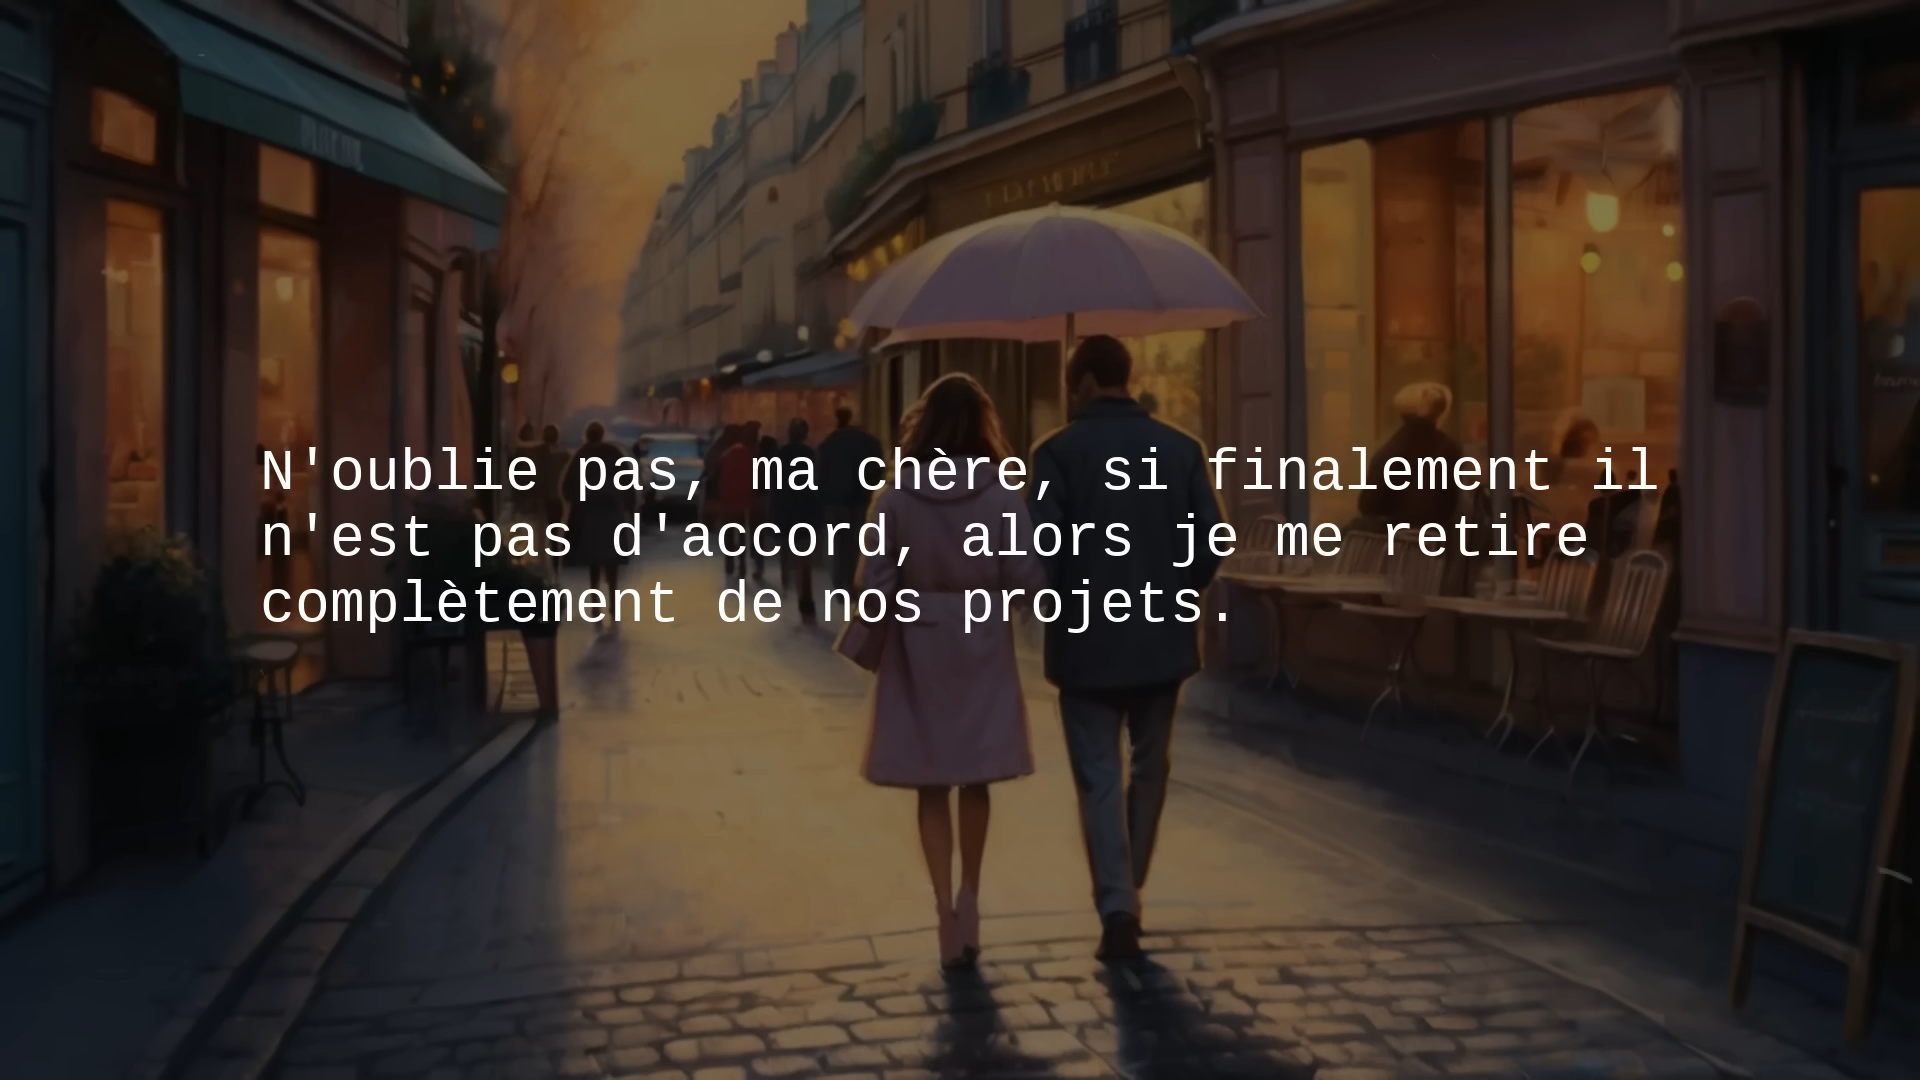 N'oublie pas, ma chère, si finalement il
n'est pas d'accord, alors je me retire
complètement de nos projets.